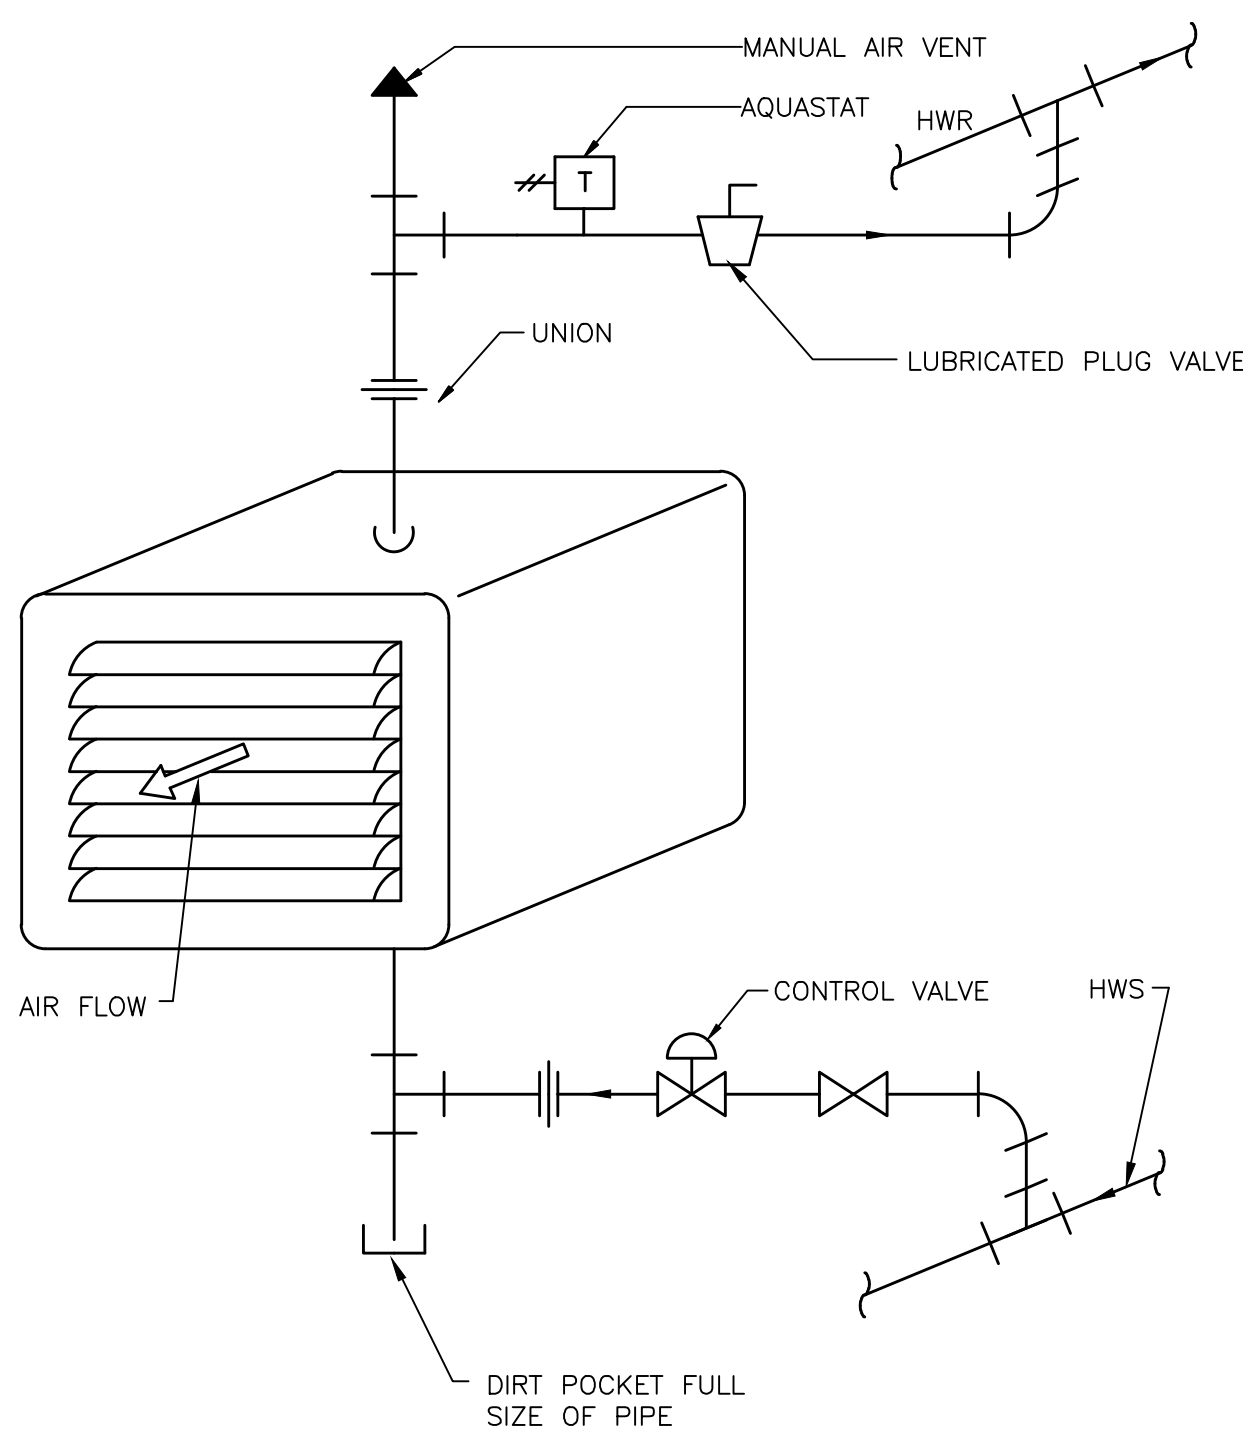 MANUAL AIR VENT
AQUASTAT
HWR
T
UNION
LUBRICATED PLUG VALVE
AIR FLOW
CONTROL VALVE
HWS
DIRT POCKET FULL
SIZE OF PIPE